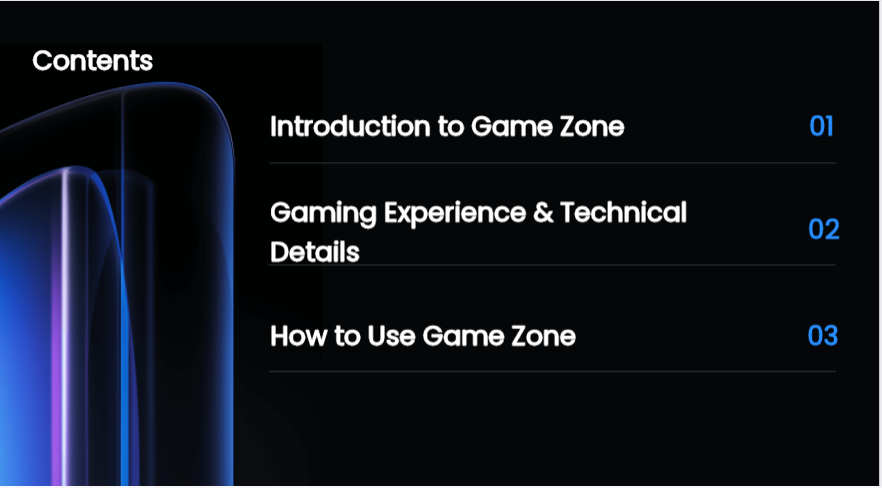 Contents
Introduction to Game Zone 01
Gaming Experience & Technical
Details 02
How to Use Game Zone 03